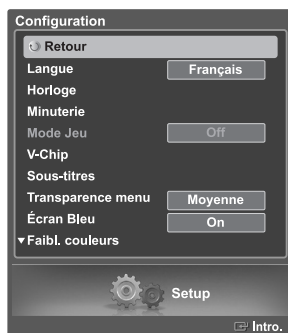 Configuration
Retour
Langue Français
Horloge
Minuterie
Mode Jeu Off
V-Chip
Sous-titres
Transparence menu Moyenne
Écran Bleu On
▼Faibl. couleurs
Setup
Intro.